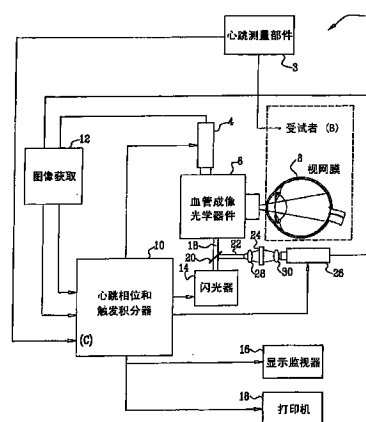 心跳测量部件
3
4
受试者 (B)
12
6
8
视网膜
图像获取
血管成像
光学器件
10
18
22
24
20
14
28
30
26
心跳相位和
触发积分器
闪光器
(C)
16
显示监视器
18
打印机